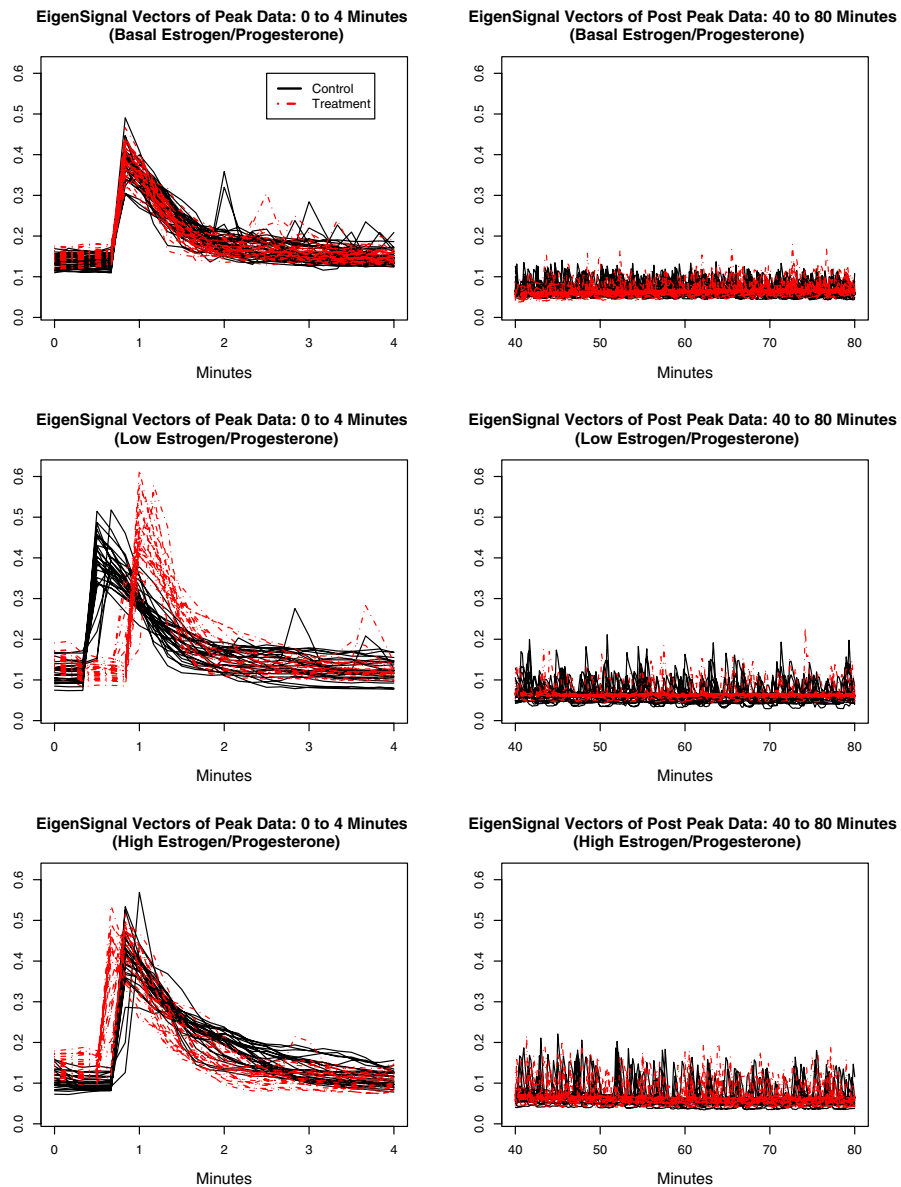 EigenSignal Vectors of Peak Data: 0 to 4 Minutes
(Basal Estrogen/Progesterone)
0.6
0.5
0.4
0.3
0.2
0.1
0.0
Control
Treatment
0 1 2 3 4
Minutes
EigenSignal Vectors of Post Peak Data: 40 to 80 Minutes
(Basal Estrogen/Progesterone)
0.6
0.5
0.4
0.3
0.2
0.1
0.0
40 50 60 70 80
Minutes
EigenSignal Vectors of Peak Data: 0 to 4 Minutes
(Low Estrogen/Progesterone)
0.6
0.5
0.4
0.3
0.2
0.1
0.0
0 1 2 3 4
Minutes
EigenSignal Vectors of Post Peak Data: 40 to 80 Minutes
(Low Estrogen/Progesterone)
0.6
0.5
0.4
0.3
0.2
0.1
0.0
40 50 60 70 80
Minutes
EigenSignal Vectors of Peak Data: 0 to 4 Minutes
(High Estrogen/Progesterone)
0.6
0.5
0.4
0.3
0.2
0.1
0.0
0 1 2 3 4
Minutes
EigenSignal Vectors of Post Peak Data: 40 to 80 Minutes
(High Estrogen/Progesterone)
0.6
0.5
0.4
0.3
0.2
0.1
0.0
40 50 60 70 80
Minutes